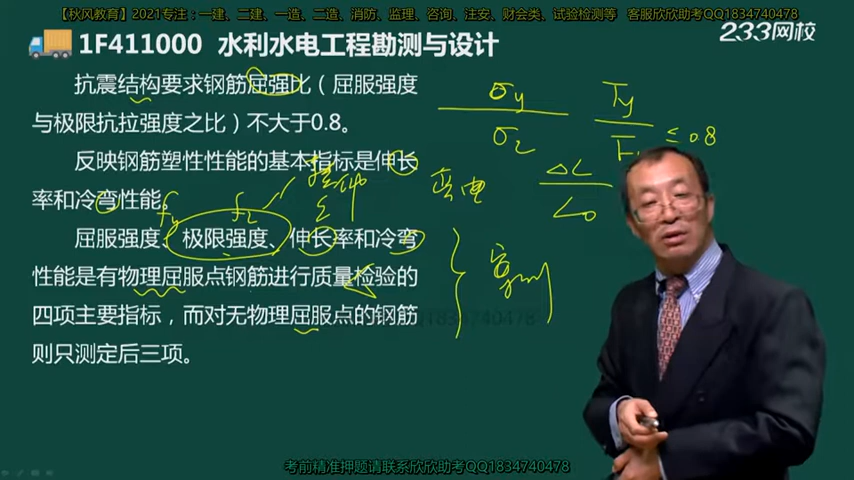 【秋风教育】2021专注：一建、二建、一造、二造、消防、监理、咨询、注安、财会类、试验检测等 客服欣欣助考QQ1834740478
233网校
1F411000 水利水电工程勘测与设计
抗震结构要求钢筋屈强比（屈服强度
与极限抗拉强度之比）不大于0.8。
反映钢筋塑性性能的基本指标是伸长
率和冷弯性能。
屈服强度、极限强度、伸长率和冷弯
性能是有物理屈服点钢筋进行质量检验的
四项主要指标，而对无物理屈服点的钢筋
则只测定后三项。
σy
σ
≤0.8
ΔL
L0
考前精准押题请联系欣欣助考QQ1834740478